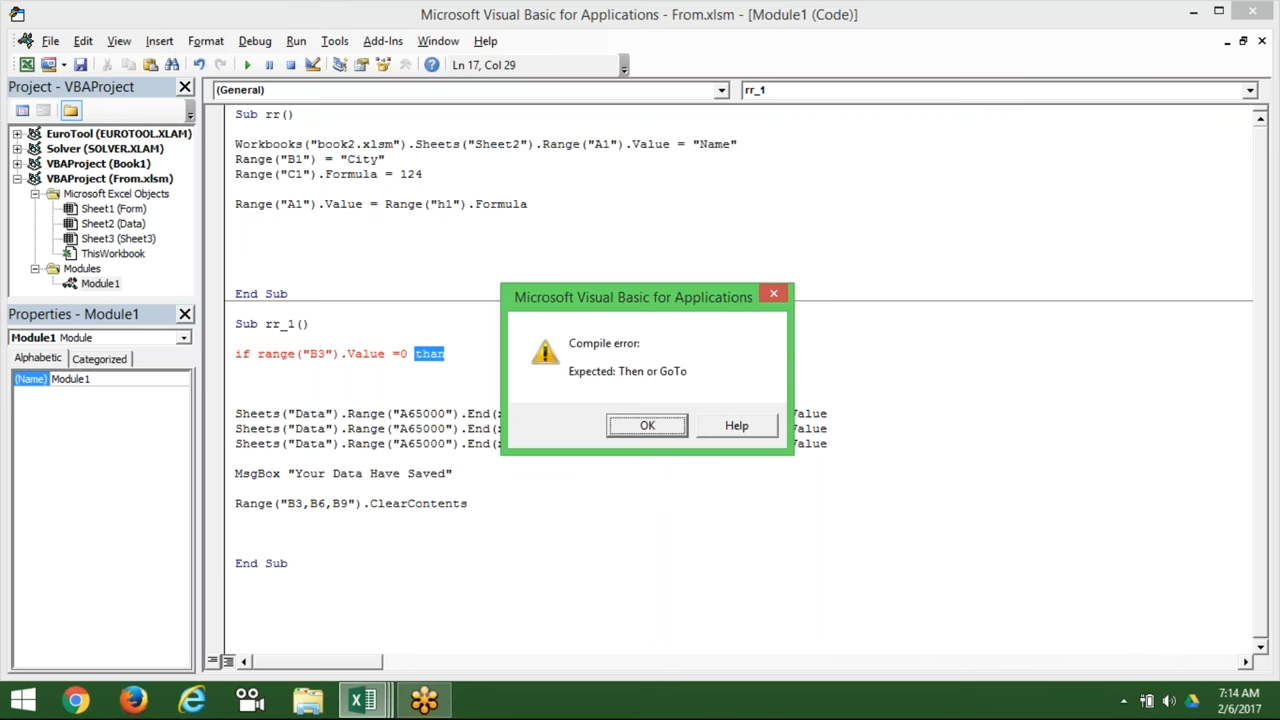 Microsoft Visual Basic for Applications - From.xlsm - [Module1 (Code)]
File Edit View Insert Format Debug Run Tools Add-Ins Window Help
Ln 17, Col 29
Project - VBAProject
(General)
rr_1
EuroTool (EUROTOOL.XLAM)
Solver (SOLVER.XLAM)
VBAProject (Book1)
VBAProject (From.xlsm)
Microsoft Excel Objects
Sheet1 (Form)
Sheet2 (Data)
Sheet3 (Sheet3)
ThisWorkbook
Modules
Module1
Properties - Module1
Module1 Module
Alphabetic Categorized
(Name) Module1
Sub rr()
Workbooks("book2.xlsm").Sheets("Sheet2").Range("A1").Value = "Name"
Range("B1") = "City"
Range("C1").Formula = 124
Range("A1").Value = Range("h1").Formula
End Sub
Sub rr_1()
if range("B3").Value =0 than
Sheets("Data").Range("A65000").End( Value
Sheets("Data").Range("A65000").End( Value
Sheets("Data").Range("A65000").End( Value
MsgBox "Your Data Have Saved"
Range("B3,B6,B9").ClearContents
End Sub
Microsoft Visual Basic for Applications
Compile error:
Expected: Then or GoTo
OK
Help
7:14 AM
2/6/2017